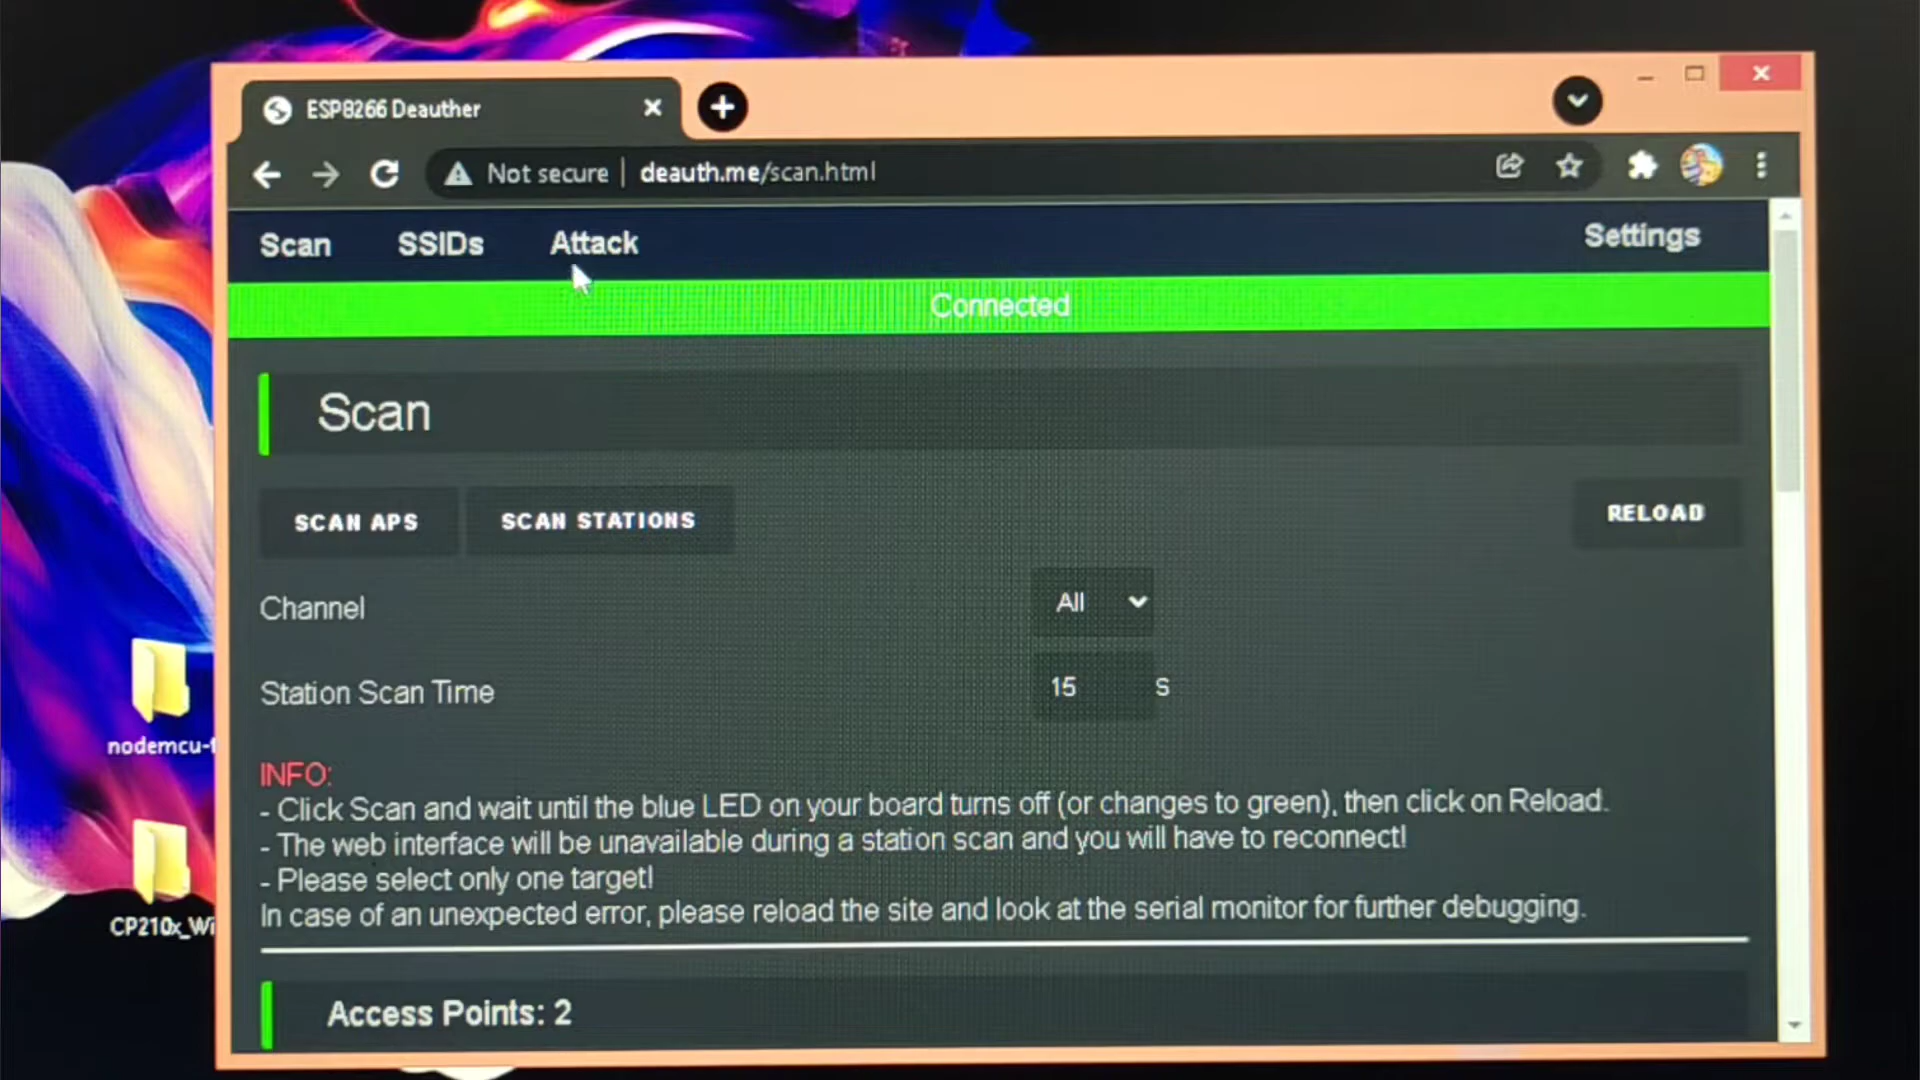 ESP8266 Deauther
Not secure | deauth.me/scan.html
Scan SSIDs Attack Settings
Connected
Scan
SCAN APS SCAN STATIONS RELOAD
Channel All
Station Scan Time 15 S
INFO:
- Click Scan and wait until the blue LED on your board turns off (or changes to green), then click on Reload.
- The web interface will be unavailable during a station scan and you will have to reconnect!
- Please select only one target!
In case of an unexpected error, please reload the site and look at the serial monitor for further debugging.
Access Points: 2
nodemcu-f
CP210x_Wi